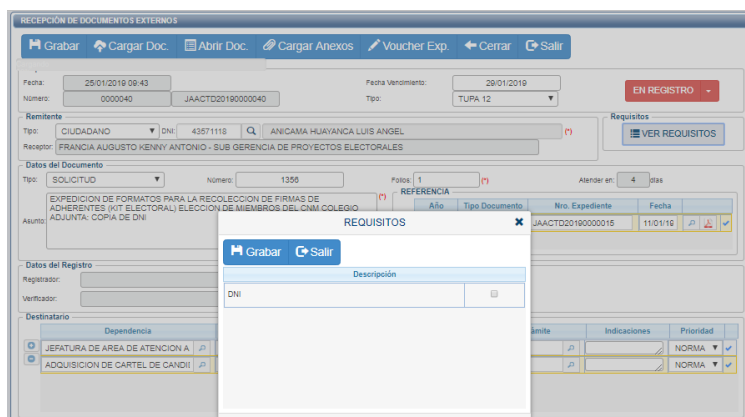 RECEPCIÓN DE DOCUMENTOS EXTERNOS
Grabar Cargar Doc. Abrir Doc. Cargar Anexos Voucher Exp. Cerrar Salir
Fecha: 25/01/2019 09:43 Fecha Vencimiento: 29/01/2019
EN REGISTRO
Número: 0000040 JAACTD20190000040 Tipo: TUPA 12
Remitente Requisitos
Tipo: CIUDADANO DNI: 43571118 ANICAMA HUAYANCA LUIS ANGEL (*) VER REQUISITOS
Receptor: FRANCIA AUGUSTO KENNY ANTONIO - SUB GERENCIA DE PROYECTOS ELECTORALES
Datos del Documento
Tipo: SOLICITUD Número: 1356 Folios: 1 (*) Atender en: 4 días
EXPEDICION DE FORMATOS PARA LA RECOLECCION DE FIRMAS DE (*) REFERENCIA
ADHERENTES (KIT ELECTORAL) ELECCION DE MIEMBROS DEL CNM COLEGIO Año Tipo Documento Nro. Expediente Fecha
Asunto: ADJUNTA: COPIA DE DNI
REQUISITOS JAACTD20190000015 11/01/19
Grabar Salir
Datos del Registro
Descripción
Registrador:
DNI
Verificador:
Destinatario
Dependencia ámite Indicaciones Prioridad
JEFATURA DE AREA DE ATENCION A NORMA
ADQUISICION DE CARTEL DE CANDI NORMA